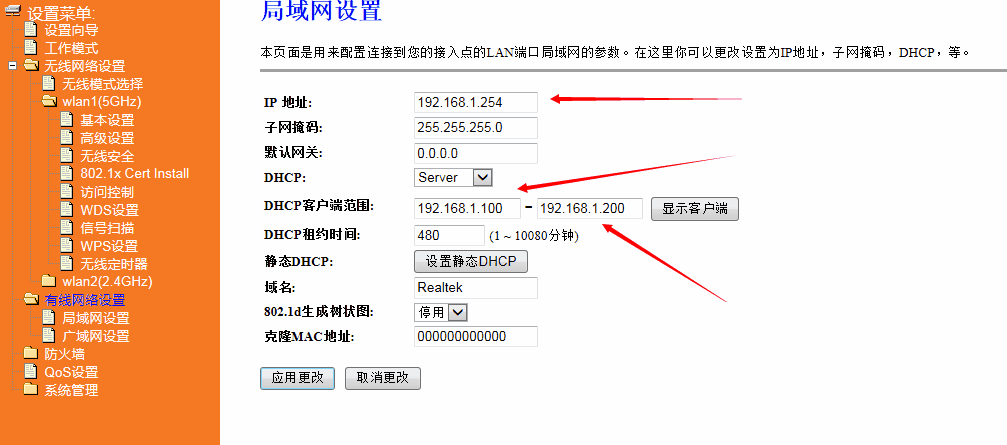 设置菜单:
设置向导
工作模式
无线网络设置
无线模式选择
wlan1(5GHz)
基本设置
高级设置
无线安全
802.1x Cert Install
访问控制
WDS设置
信号扫描
WPS设置
无线定时器
wlan2(2.4GHz)
有线网络设置
局域网设置
广域网设置
防火墙
QoS设置
系统管理
局域网设置
本页面是用来配置连接到您的接入点的LAN端口局域网的参数。在这里你可以更改设置为IP地址，子网掩码，DHCP，等。
IP 地址: 192.168.1.254
子网掩码: 255.255.255.0
默认网关: 0.0.0.0
DHCP: Server
DHCP客户端范围: 192.168.1.100 - 192.168.1.200 显示客户端
DHCP租约时间: 480 (1 ~ 10080分钟)
静态DHCP: 设置静态DHCP
域名: Realtek
802.1d生成树状图: 停用
克隆MAC地址: 000000000000
应用更改 取消更改